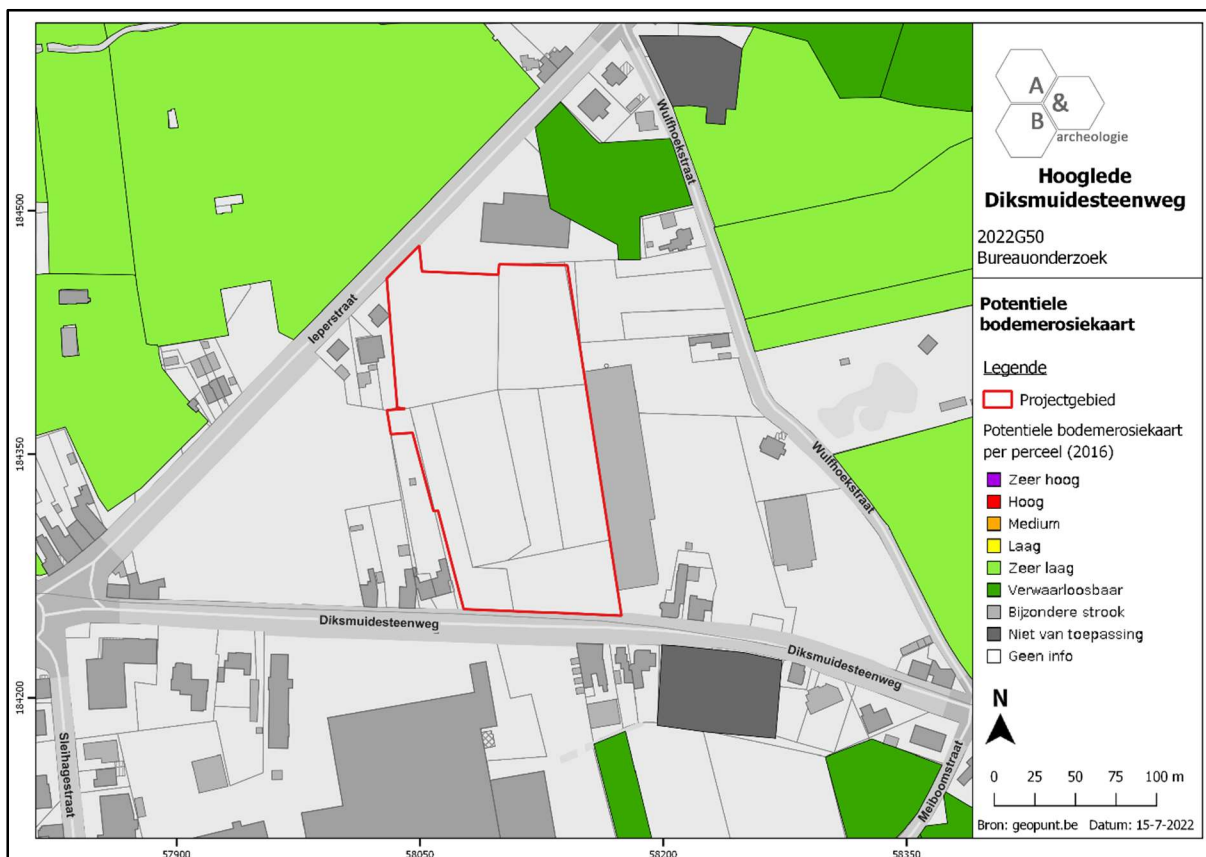 Ieperstraat
Wulfhoekstraat
Wulfhoekstraat
Diksmuidesteenweg
Diksmuidesteenweg
Sleihagestraat
Meiboomstraat
184500
184350
184200
57900
58050
58200
58350
A
&
B
archeologie
Hooglede
Diksmuidesteenweg
2022G50
Bureauonderzoek
Potentiele
bodemerosiekaart
Legende
Projectgebied
Potentiele bodemerosiekaart
per perceel (2016)
Zeer hoog
Hoog
Medium
Laag
Zeer laag
Verwaarloosbaar
Bijzondere strook
Niet van toepassing
Geen info
N
0 25 50 75 100 m
Bron: geopunt.be Datum: 15-7-2022